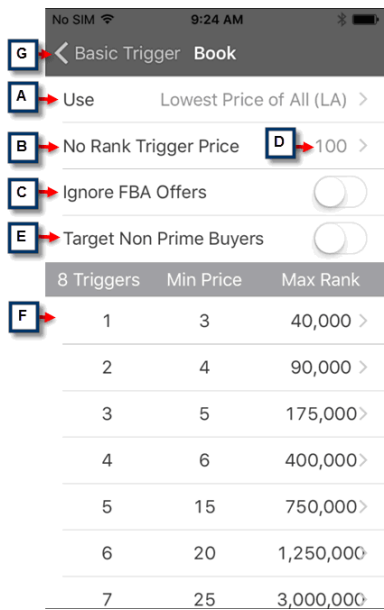 No SIM 9:24 AM
G Basic Trigger Book
A Use Lowest Price of All (LA)
B No Rank Trigger Price D 100
C Ignore FBA Offers
E Target Non Prime Buyers
8 Triggers Min Price Max Rank
F 1 3 40,000
2 4 90,000
3 5 175,000
4 6 400,000
5 15 750,000
6 20 1,250,000
7 25 3,000,000